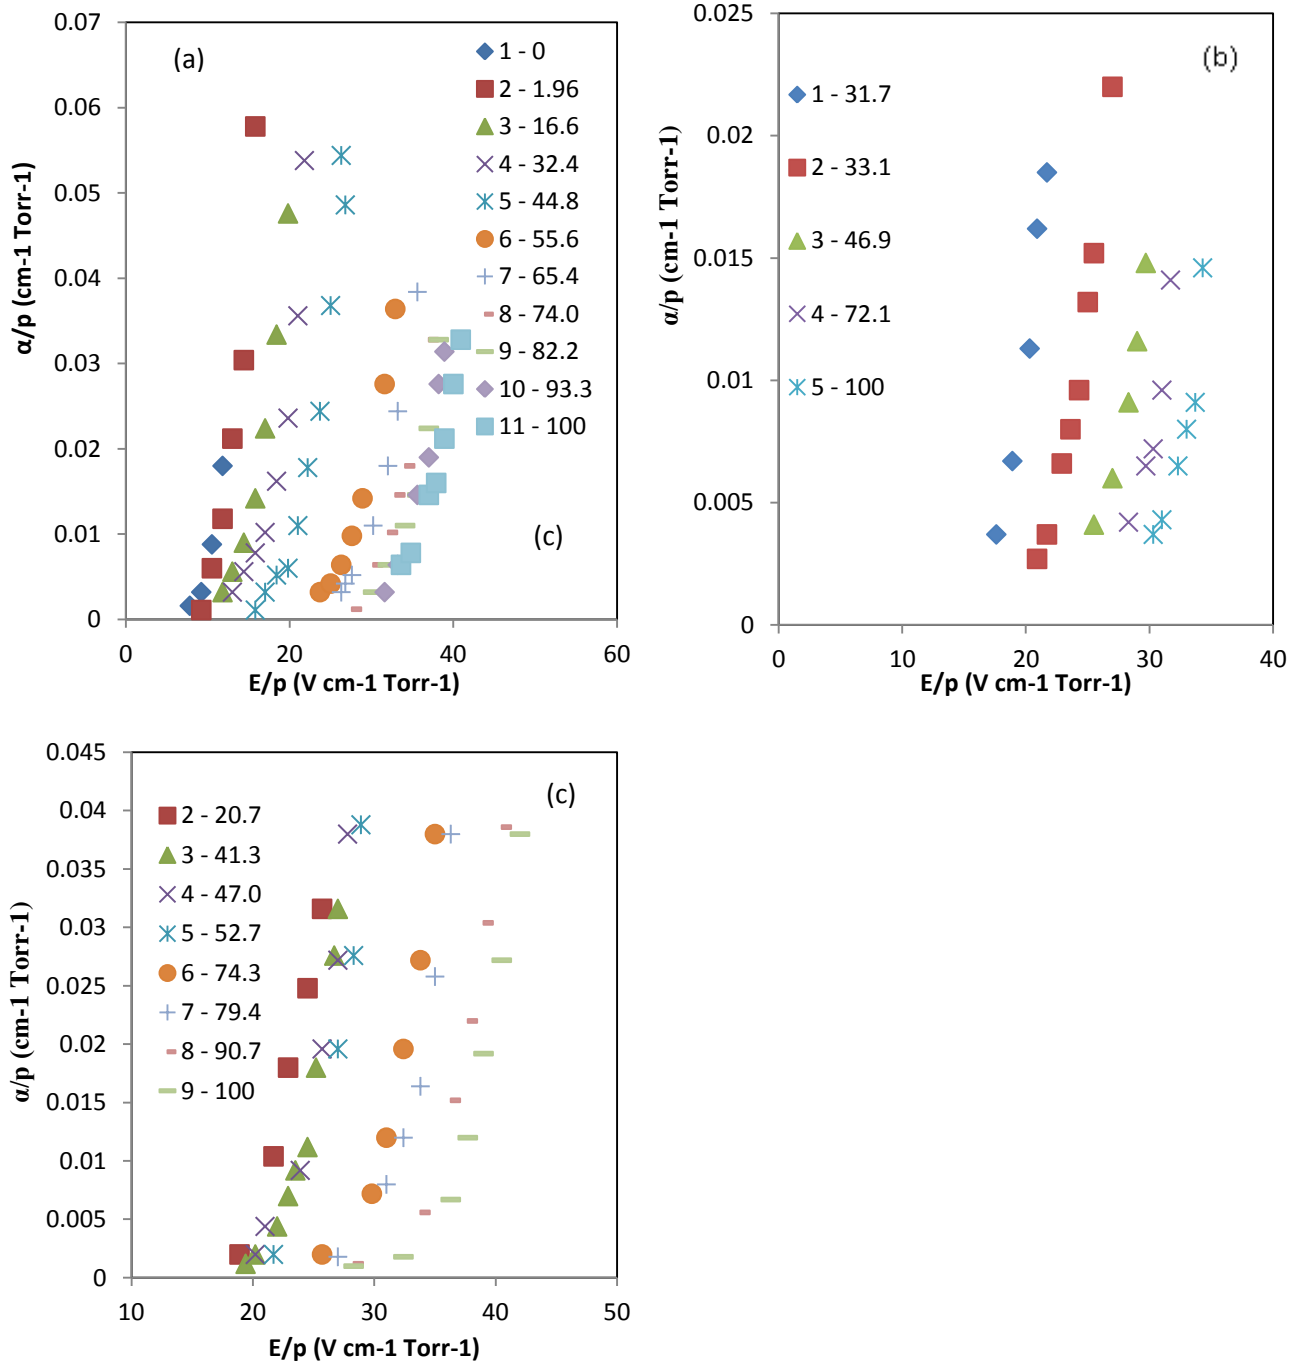 (a)
α/p (cm-1 Torr-1)
0.07
0.06
0.05
0.04
0.03
0.02
0.01
0
1 - 0
2 - 1.96
3 - 16.6
4 - 32.4
5 - 44.8
6 - 55.6
7 - 65.4
8 - 74.0
9 - 82.2
10 - 93.3
11 - 100
(c)
0 20 40 60
E/p (V cm-1 Torr-1)
(b)
α/p (cm-1 Torr-1)
0.025
0.02
0.015
0.01
0.005
0
1 - 31.7
2 - 33.1
3 - 46.9
4 - 72.1
5 - 100
0 10 20 30 40
E/p (V cm-1 Torr-1)
(c)
α/p (cm-1 Torr-1)
0.045
0.04
0.035
0.03
0.025
0.02
0.015
0.01
0.005
0
2 - 20.7
3 - 41.3
4 - 47.0
5 - 52.7
6 - 74.3
7 - 79.4
8 - 90.7
9 - 100
10 20 30 40 50
E/p (V cm-1 Torr-1)